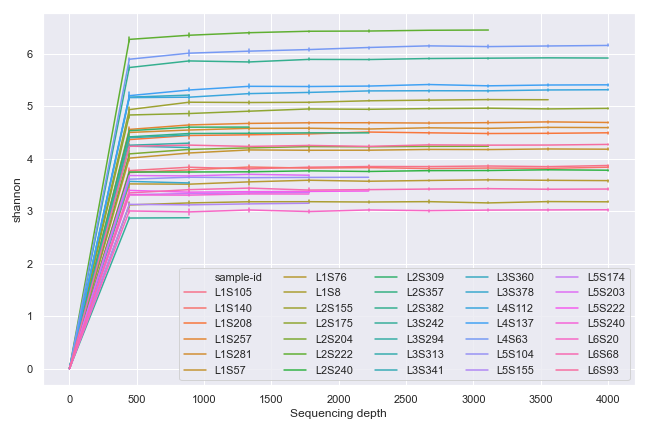 6
5
4
3
2
1
0
shannon
0
500
1000
1500
2000
2500
3000
3500
4000
Sequencing depth
sample-id
L1S105
L1S140
L1S208
L1S257
L1S281
L1S57
L1S76
L1S8
L2S155
L2S175
L2S204
L2S222
L2S240
L2S309
L2S357
L2S382
L3S242
L3S294
L3S313
L3S341
L3S360
L3S378
L4S112
L4S137
L4S63
L5S104
L5S155
L5S174
L5S203
L5S222
L5S240
L6S20
L6S68
L6S93